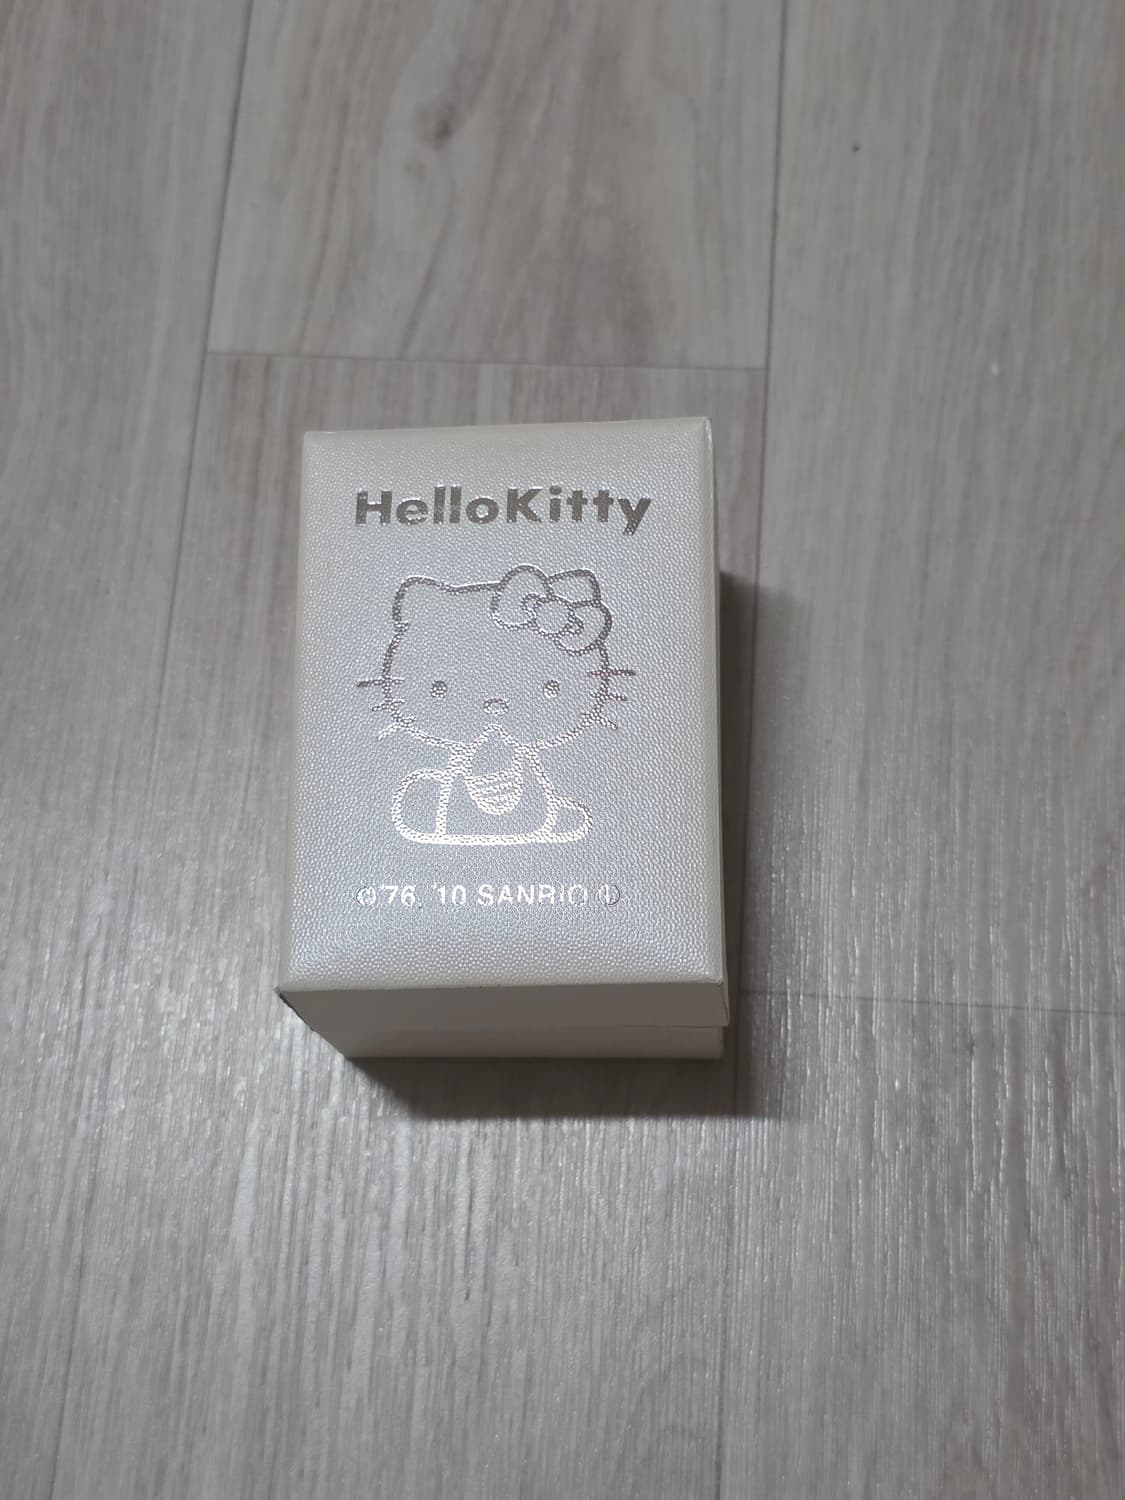 HelloKitty
©'76, '10 SANRIO Ⓛ